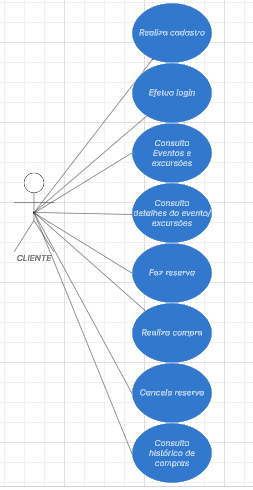 Realiza cadastro
Efetua login
Consulta
Eventos e
excursões
Consulta
detalhes do evento/
excursões
Faz reserva
CLIENTE
Realiza compra
Cancela reserva
Consulta
histórico de
compras